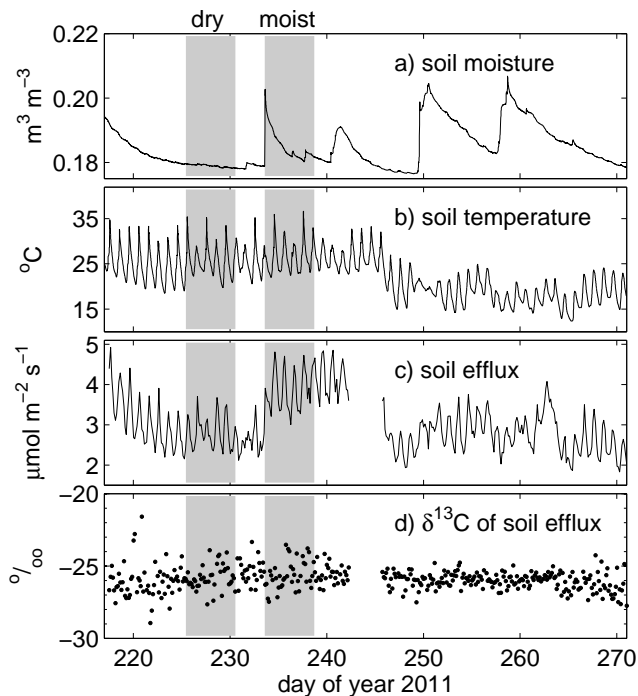 dry moist
0.22
a) soil moisture
m³ m⁻³
0.20
0.18
35
b) soil temperature
°C
25
15
5
c) soil efflux
4
µmol m⁻² s⁻¹
3
2
−20
d) δ¹³C of soil efflux
o/oo
−25
−30
220 230 240 250 260 270
day of year 2011